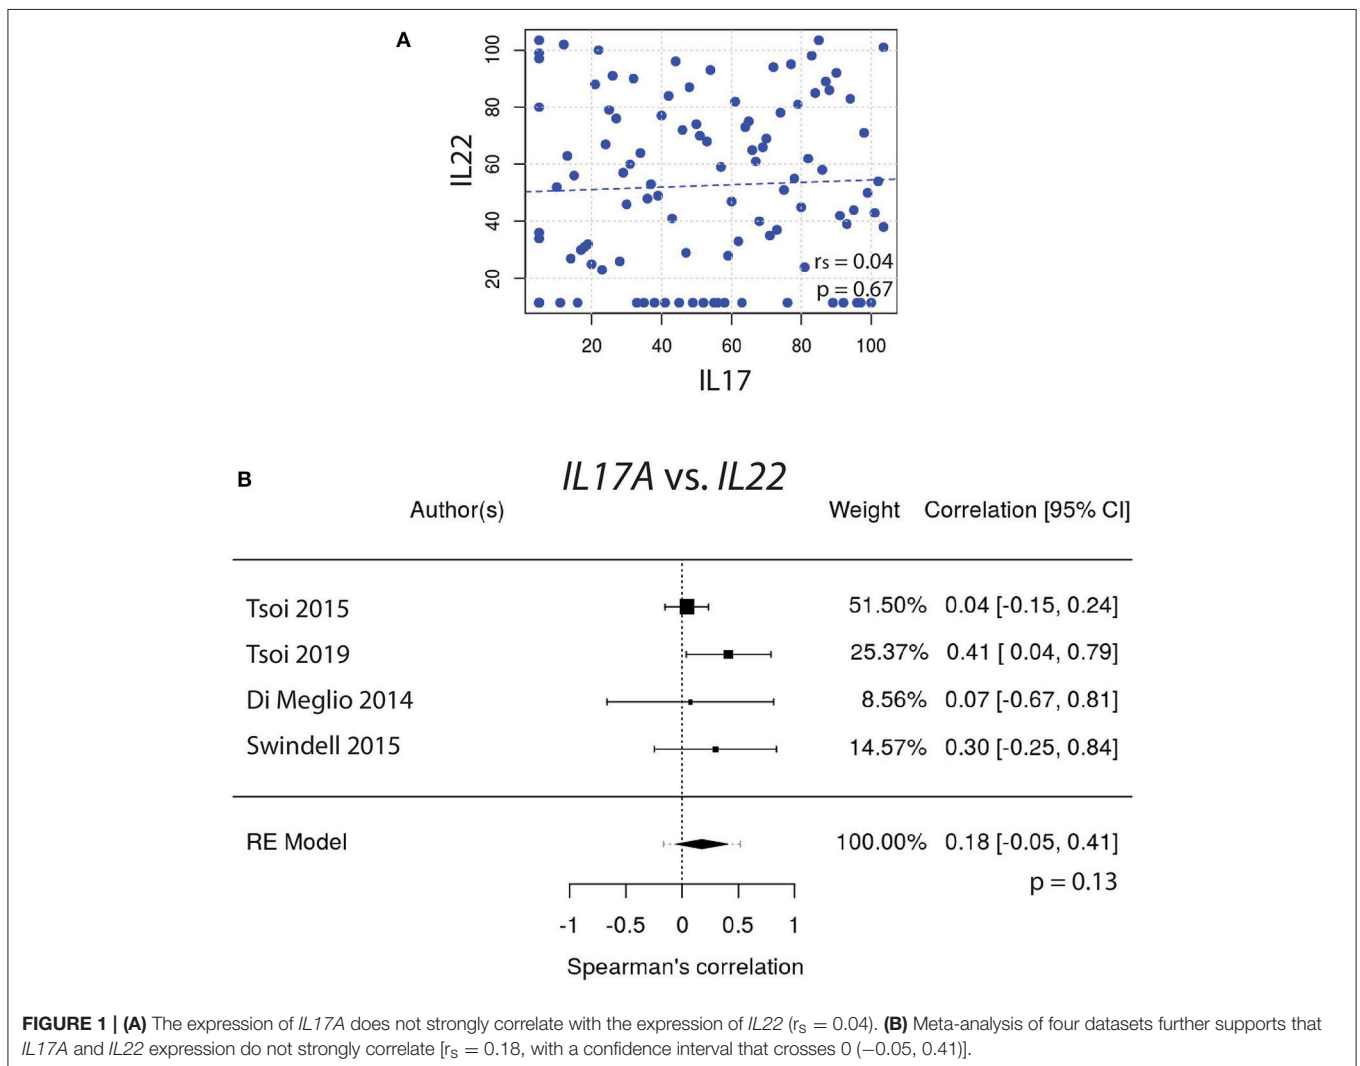 A
IL22
100
80
60
40
20
rs = 0.04
p = 0.67
20 40 60 80 100
IL17
B
IL17A vs. IL22
Author(s) Weight Correlation [95% CI]
Tsoi 2015 51.50% 0.04 [-0.15, 0.24]
Tsoi 2019 25.37% 0.41 [ 0.04, 0.79]
Di Meglio 2014 8.56% 0.07 [-0.67, 0.81]
Swindell 2015 14.57% 0.30 [-0.25, 0.84]
RE Model 100.00% 0.18 [-0.05, 0.41]
p = 0.13
-1 -0.5 0 0.5 1
Spearman's correlation
FIGURE 1 | (A) The expression of IL17A does not strongly correlate with the expression of IL22 (rs = 0.04). (B) Meta-analysis of four datasets further supports that
IL17A and IL22 expression do not strongly correlate [rs = 0.18, with a confidence interval that crosses 0 (−0.05, 0.41)].